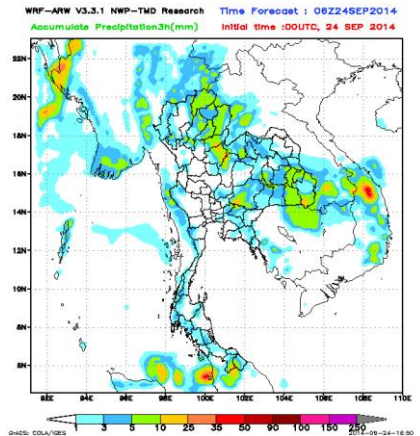 WRF-ARW V3.3.1 NWP-TMD Research Time Forecast : 06Z24SEP2014
Accumulate Precipitation3h(mm) Initial time :00UTC, 24 SEP 2014
22N
20N
18N
16N
14N
12N
10N
8N
6N
92E 94E 96E 98E 100E 102E 104E 106E 108E 110E
1 3 5 10 25 35 50 90 100 150 250
GrADS: COLA/IGES 2014-09-24-16:50